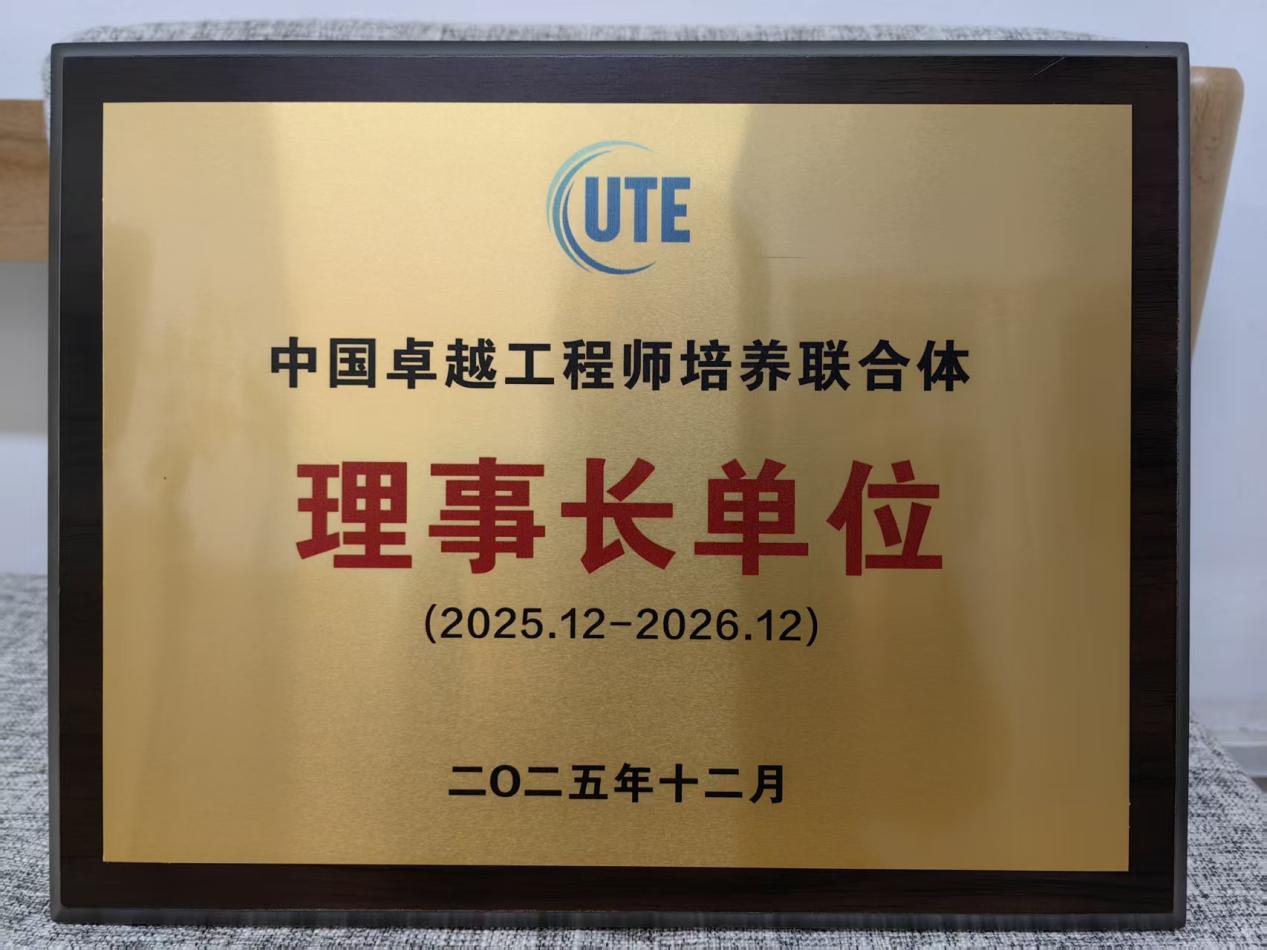 CUTE
中国卓越工程师培养联合体
理事长单位
(2025.12-2026.12)
二〇二五年十二月